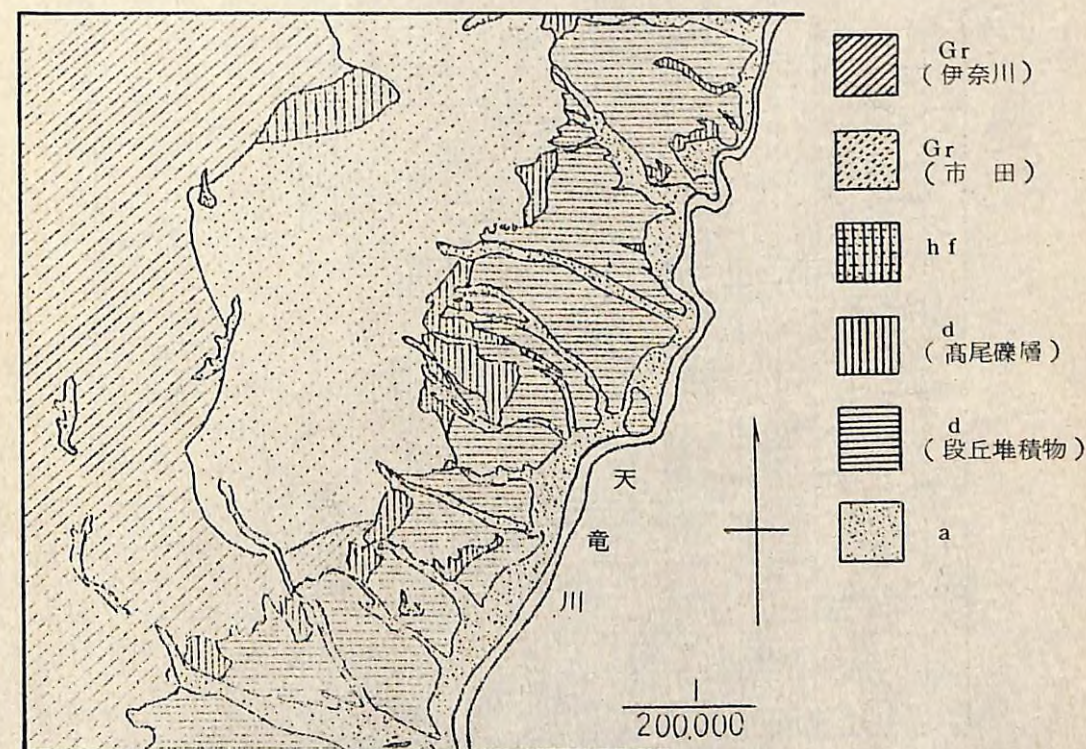 Gr
(伊奈川)
Gr
(市 田)
hf
d
(髙尾礫層)
d
(段丘堆積物)
a
天
竜
川
1
200,000